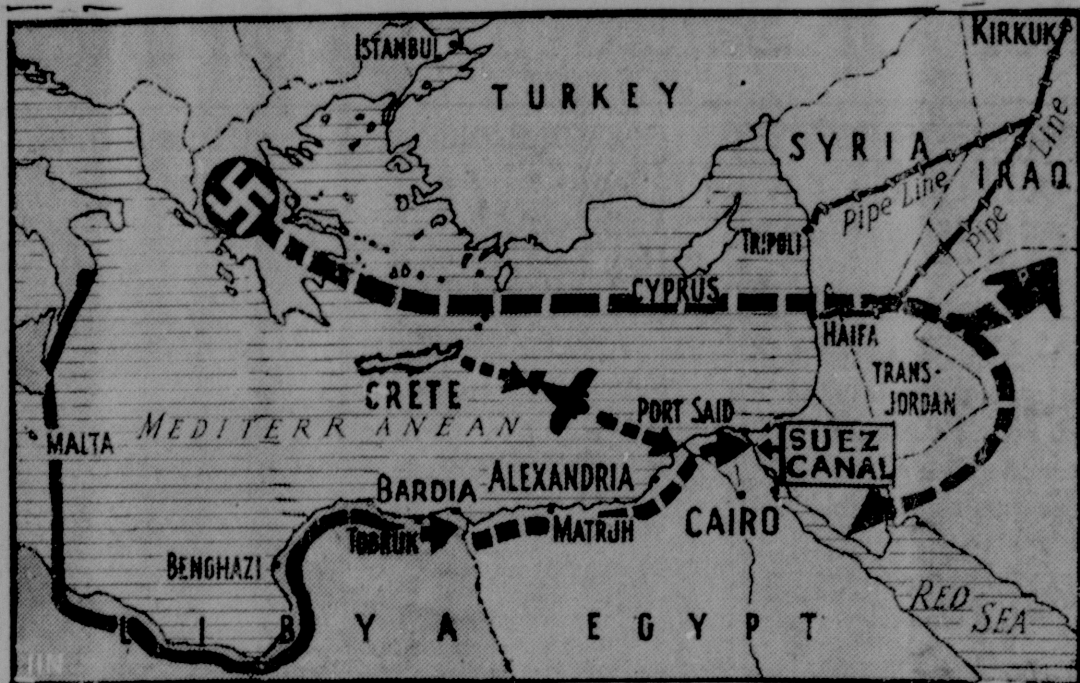 KIRKUK
ISTANBUL
TURKEY
SYRIA
Pipe Line
IRAQ
Pipe
Line
TRIPOLI
CYPRUS
HAIFA
TRANS-
JORDAN
CRETE
PORT SAID
MEDITERRANEAN
SUEZ
CANAL
MALTA
ALEXANDRIA
BARDIA
CAIRO
TOBRUK
MATRUH
BENGHAZI
RED
SEA
LIBYA
EGYPT